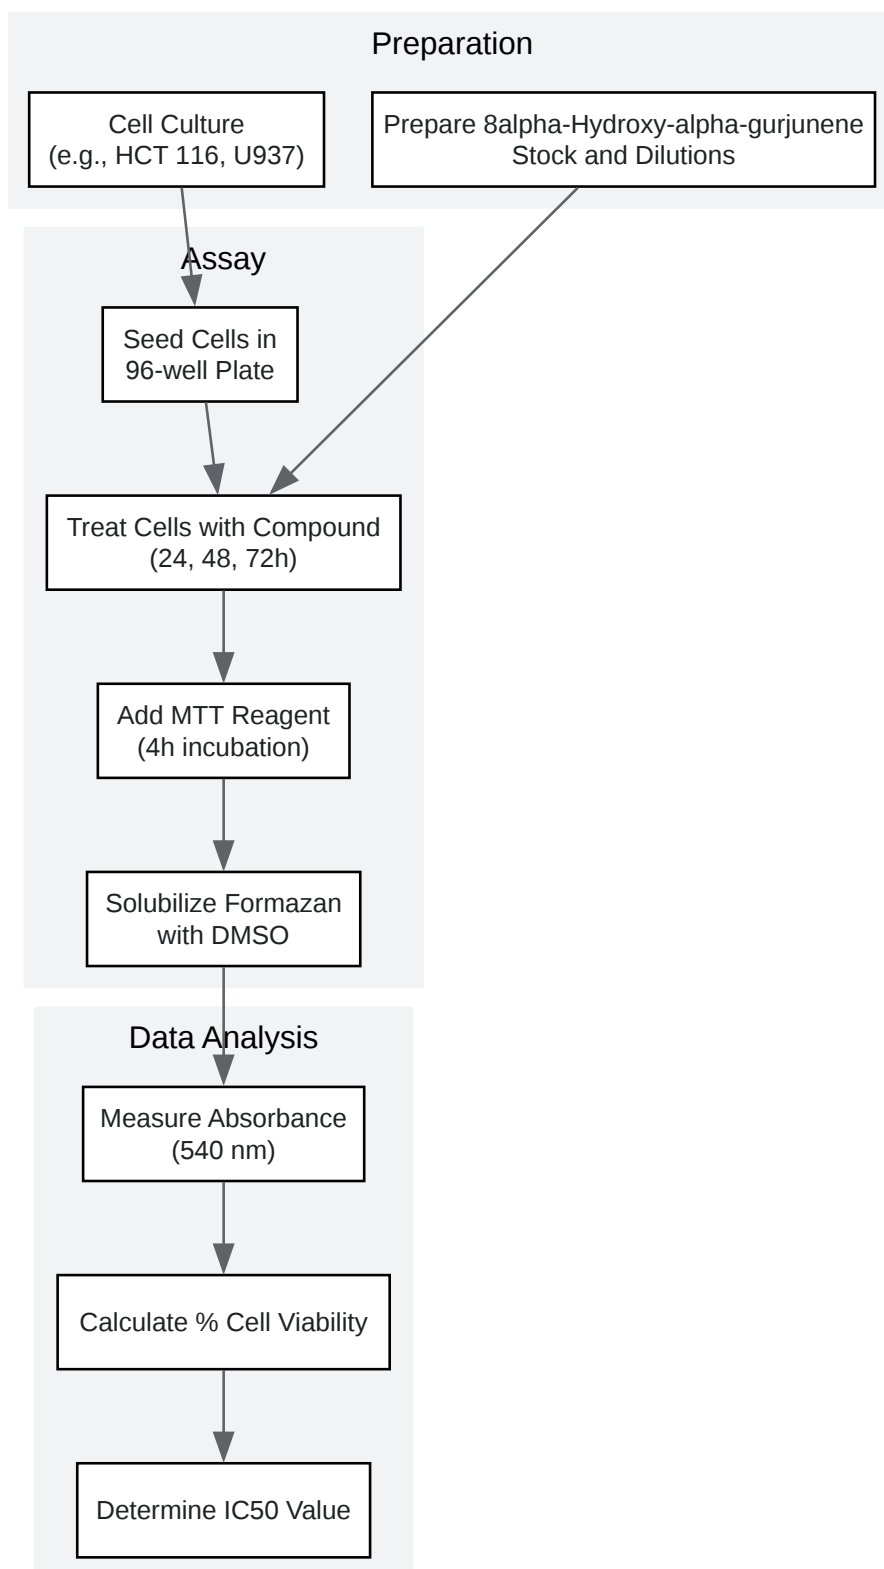 Preparation
Cell Culture
(e.g., HCT 116, U937)
Prepare 8alpha-Hydroxy-alpha-gurjunene
Stock and Dilutions
Assay
Seed Cells in
96-well Plate
Treat Cells with Compound
(24, 48, 72h)
Add MTT Reagent
(4h incubation)
Solubilize Formazan
with DMSO
Data Analysis
Measure Absorbance
(540 nm)
Calculate % Cell Viability
Determine IC50 Value